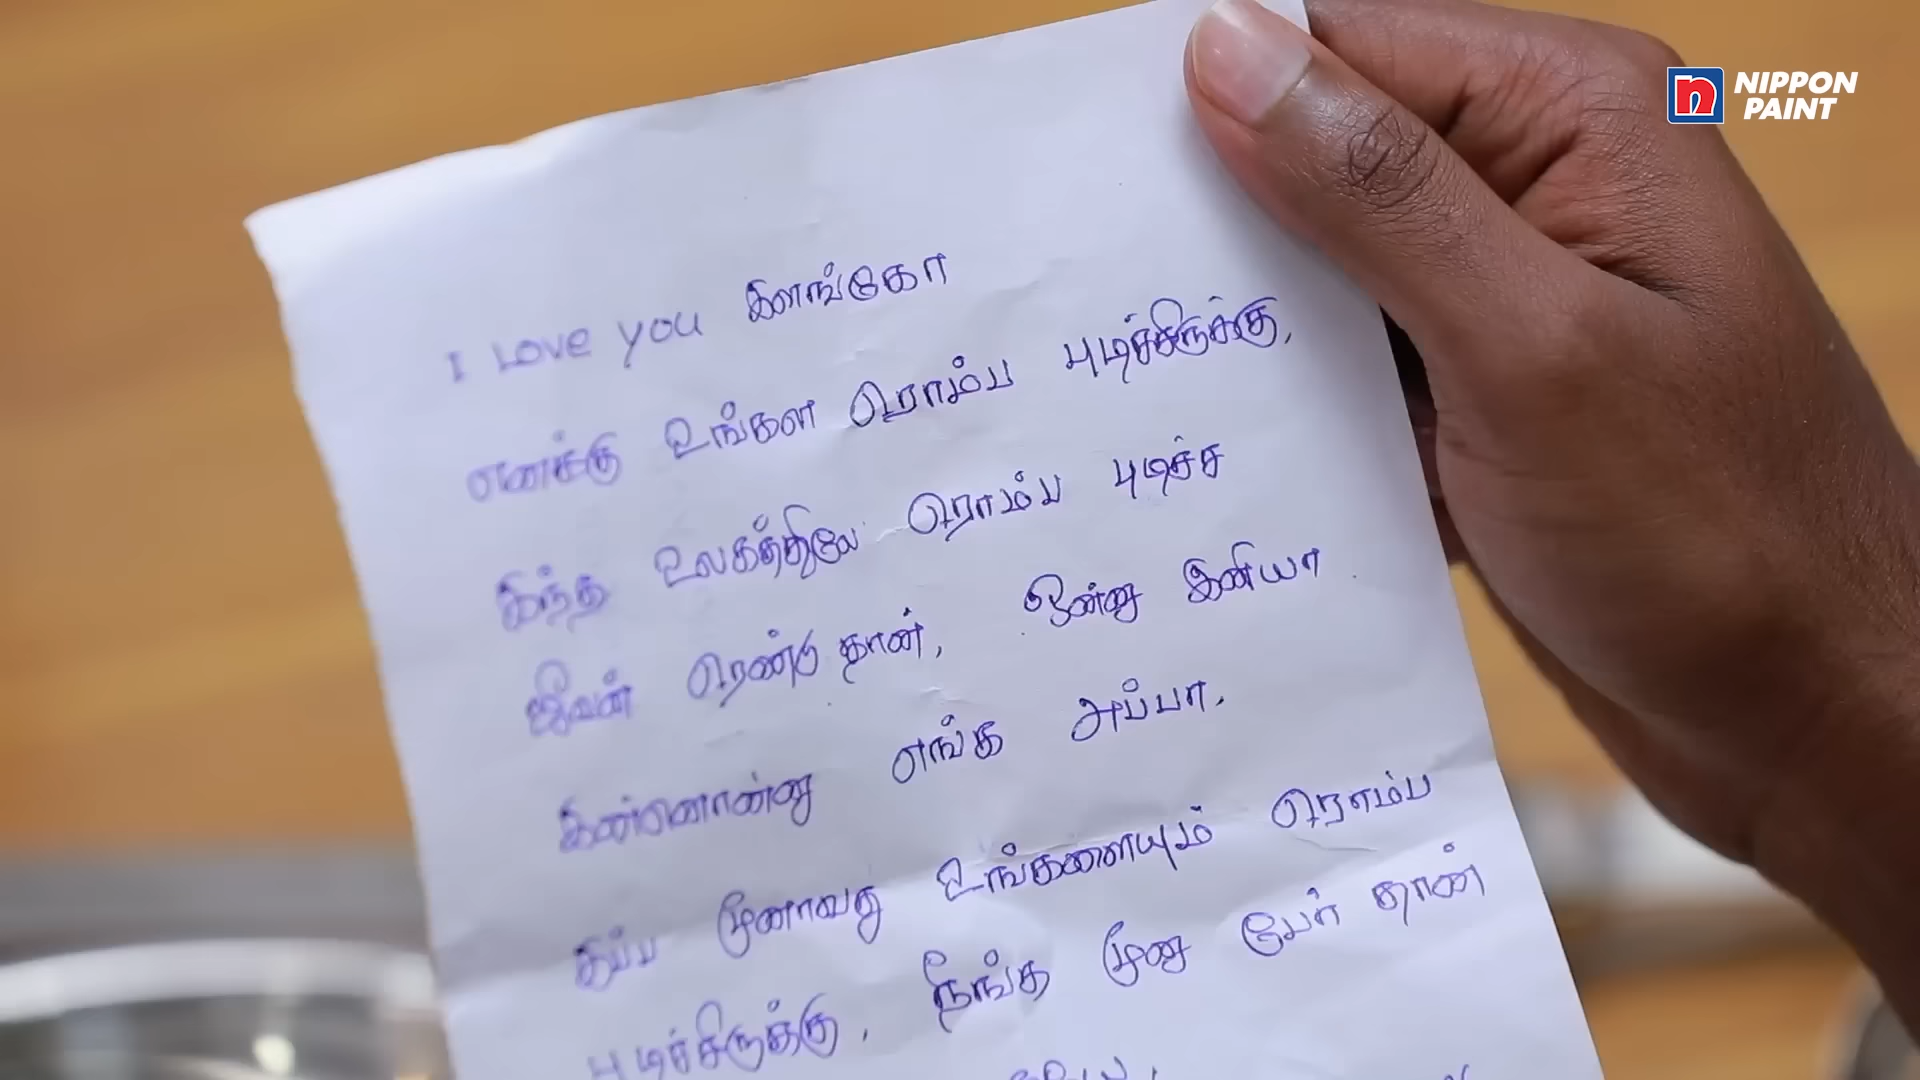 NIPPON
PAINT
I Love you இளங்கோ
எனக்கு உங்கள ரொம்ப புடிச்சிருக்கு,
இந்த உலகத்திலே ரொம்ப புடிச்ச
ஜீவன் ரெண்டு தான், ஒன்னு இனியா
இன்னொன்னு எங்க அப்பா.
இப்ப மூனாவது உங்களையும் ரொம்ப
புடிச்சிருக்கு, நீங்க மூனு பேர் தான்